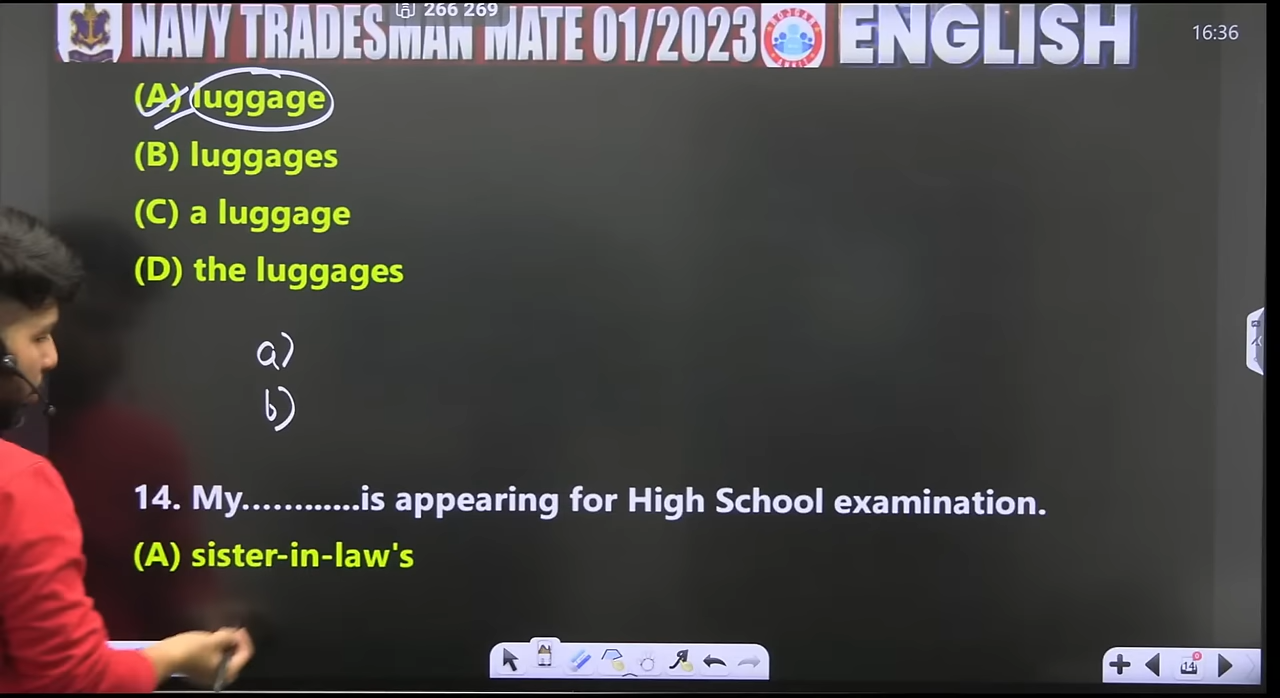 266 269
NAVY TRADESMAN MATE 01/2023 ENGLISH
16:36
(A) luggage
(B) luggages
(C) a luggage
(D) the luggages
a)
b)
14. My............is appearing for High School examination.
(A) sister-in-law's
14